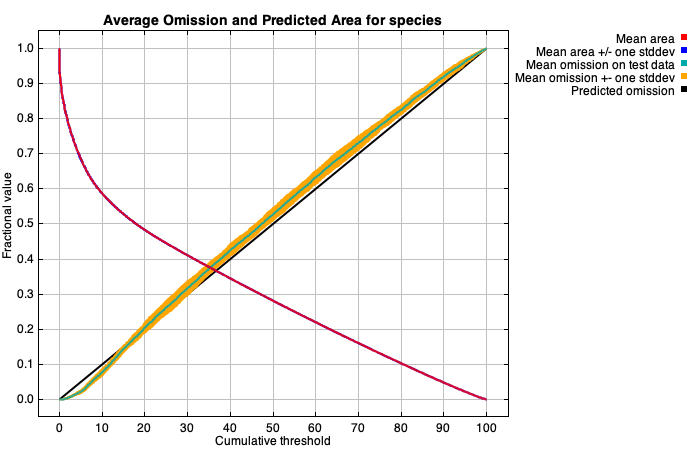 Average Omission and Predicted Area for species
Mean area
Mean area +/- one stddev
Mean omission on test data
Mean omission +- one stddev
Predicted omission
Fractional value
1.0
0.9
0.8
0.7
0.6
0.5
0.4
0.3
0.2
0.1
0.0
0 10 20 30 40 50 60 70 80 90 100
Cumulative threshold